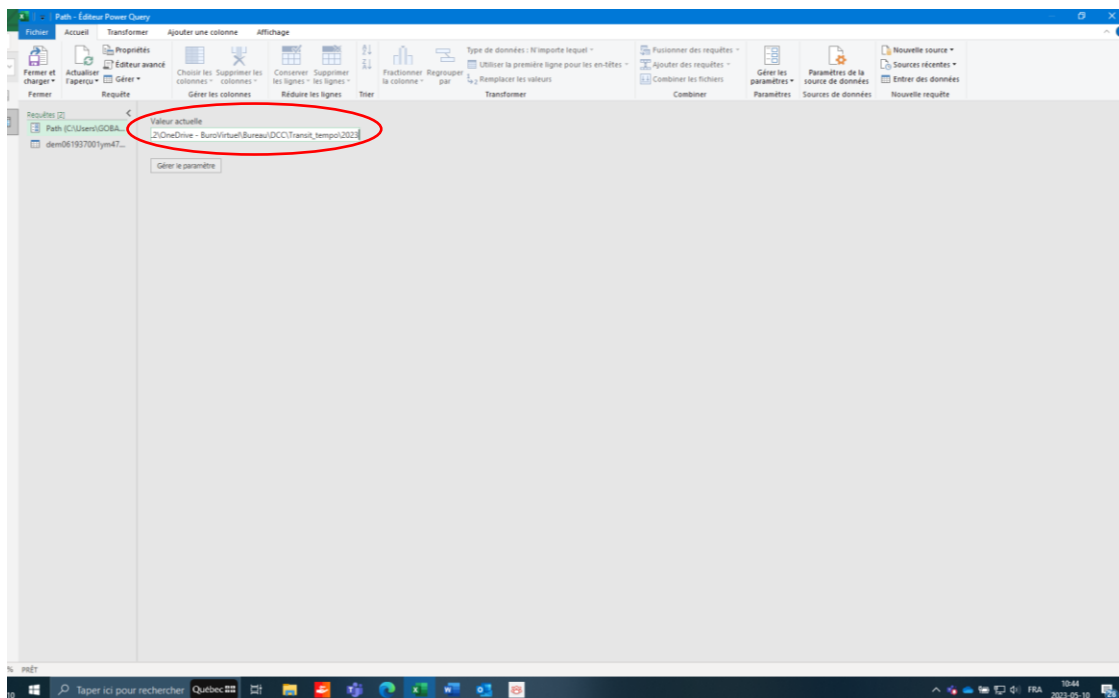 Path - Éditeur Power Query
Fichier Accueil Transformer Ajouter une colonne Affichage
Fermer et charger
Fermer
Actualiser l'aperçu
Propriétés
Éditeur avancé
Gérer
Requête
Choisir les colonnes
Supprimer les colonnes
Gérer les colonnes
Conserver les lignes
Supprimer les lignes
Réduire les lignes
Trier
Fractionner la colonne
Regrouper par
Type de données : N'importe lequel
Utiliser la première ligne pour les en-têtes
Remplacer les valeurs
Transformer
Fusionner des requêtes
Ajouter des requêtes
Combiner les fichiers
Combiner
Gérer les paramètres
Paramètres
Paramètres de la source de données
Sources de données
Nouvelle source
Sources récentes
Entrer des données
Nouvelle requête
Requêtes [2]
Path (C:\Users\GOBA...
dem061937001ym47...
Valeur actuelle
.2\OneDrive - BuroVirtuel\Bureau\DCC\Transit_tempo\2023
Gérer le paramètre
% PRÊT
Taper ici pour rechercher
Québec
FRA
10:44
2023-05-10